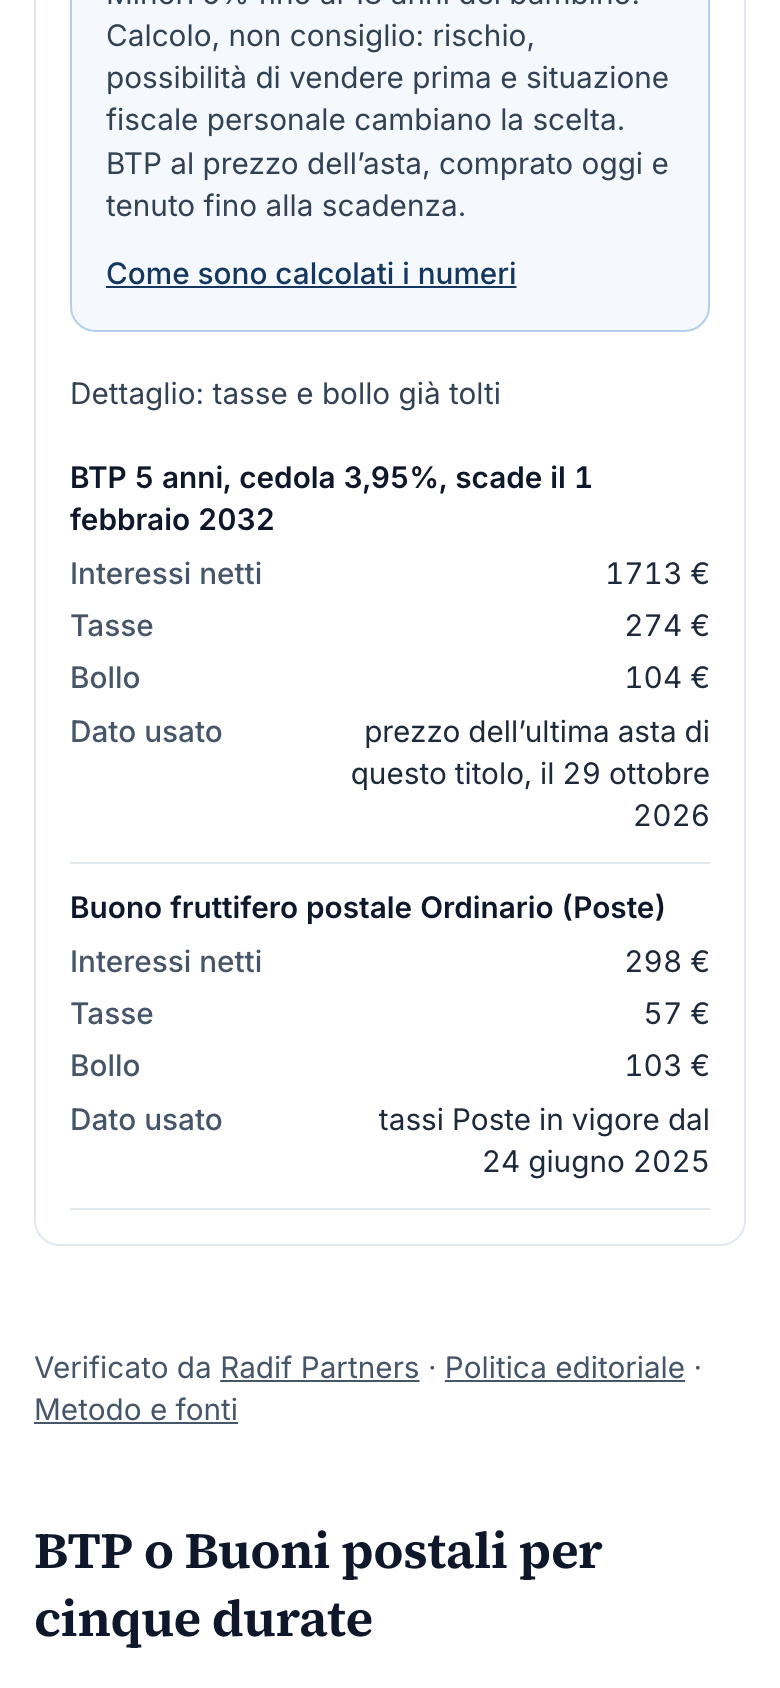 Calcolo, non consiglio: rischio,
possibilità di vendere prima e situazione
fiscale personale cambiano la scelta.
BTP al prezzo dell’asta, comprato oggi e
tenuto fino alla scadenza.
Come sono calcolati i numeri
Dettaglio: tasse e bollo già tolti
BTP 5 anni, cedola 3,95%, scade il 1
febbraio 2032
Interessi netti 1713 €
Tasse 274 €
Bollo 104 €
Dato usato prezzo dell’ultima asta di
questo titolo, il 29 ottobre
2026
Buono fruttifero postale Ordinario (Poste)
Interessi netti 298 €
Tasse 57 €
Bollo 103 €
Dato usato tassi Poste in vigore dal
24 giugno 2025
Verificato da Radif Partners · Politica editoriale ·
Metodo e fonti
BTP o Buoni postali per
cinque durate